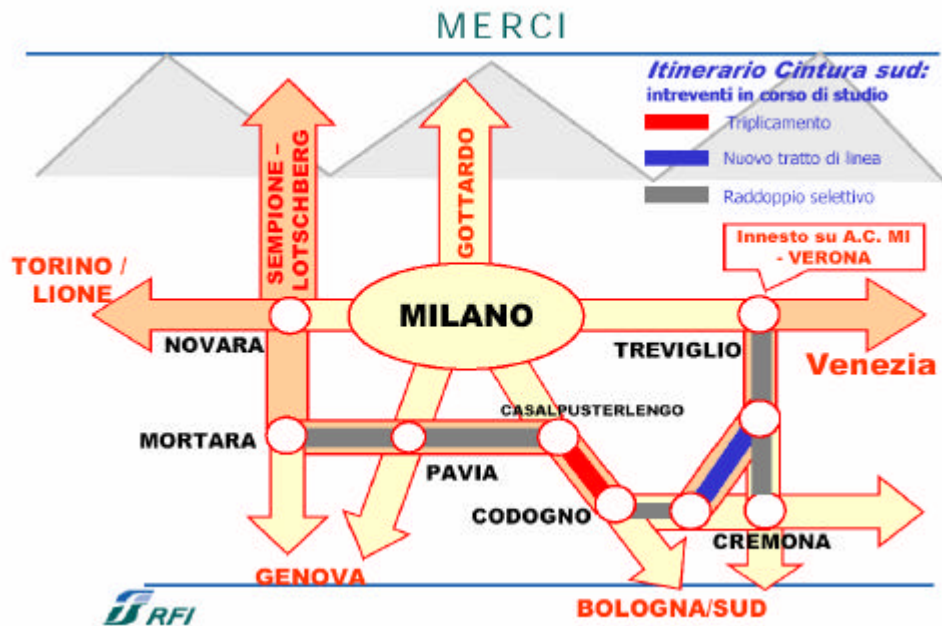 MERCI
Itinerario Cintura sud:
intreventi in corso di studio
Triplicamento
Nuovo tratto di linea
Raddoppio selettivo
SEMPIONE –
LOTSCHBERG
GOTTARDO
Innesto su A.C. MI
- VERONA
TORINO /
LIONE
MILANO
NOVARA
TREVIGLIO
Venezia
CASALPUSTERLENGO
MORTARA
PAVIA
CODOGNO
CREMONA
GENOVA
BOLOGNA/SUD
RFI